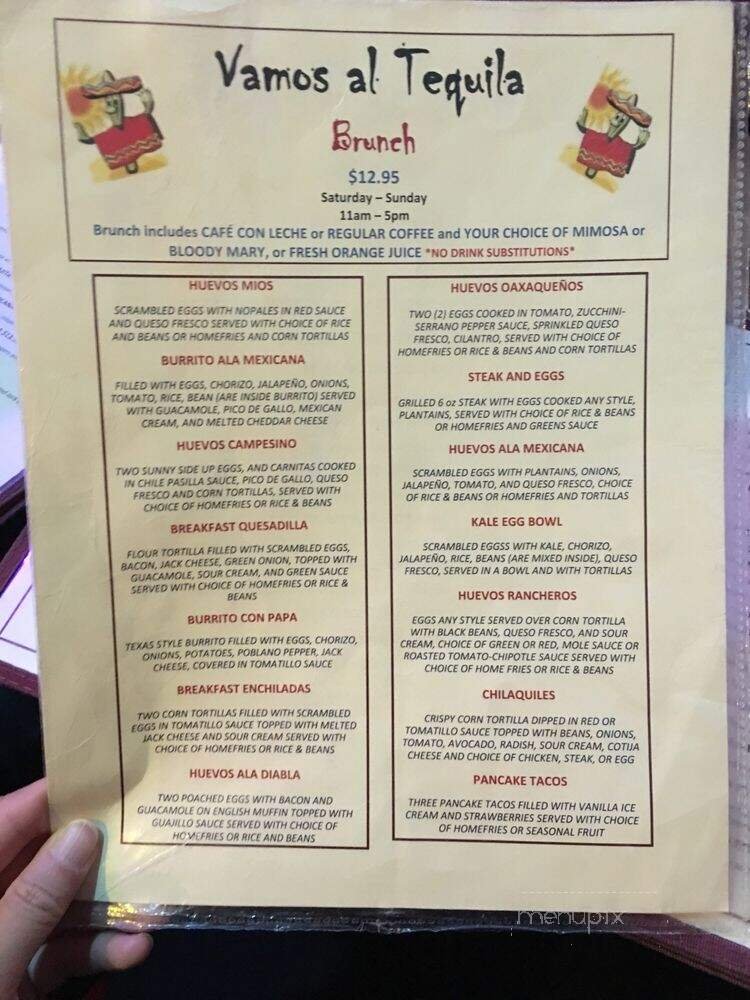 Vamos al Tequila
Brunch
$12.95
Saturday – Sunday
11am – 5pm
Brunch includes CAFÉ CON LECHE or REGULAR COFFEE and YOUR CHOICE OF MIMOSA or
BLOODY MARY, or FRESH ORANGE JUICE *NO DRINK SUBSTITUTIONS*
HUEVOS MIOS
SCRAMBLED EGGS WITH NOPALES IN RED SAUCE
AND QUESO FRESCO SERVED WITH CHOICE OF RICE
AND BEANS OR HOMEFRIES AND CORN TORTILLAS
BURRITO ALA MEXICANA
FILLED WITH EGGS, CHORIZO, JALAPEÑO, ONIONS,
TOMATO, RICE, BEAN (ARE INSIDE BURRITO) SERVED
WITH GUACAMOLE, PICO DE GALLO, MEXICAN
CREAM, AND MELTED CHEDDAR CHEESE
HUEVOS CAMPESINO
TWO SUNNY SIDE UP EGGS, AND CARNITAS COOKED
IN CHILE PASILLA SAUCE, PICO DE GALLO, QUESO
FRESCO AND CORN TORTILLAS, SERVED WITH
CHOICE OF HOMEFRIES OR RICE & BEANS
BREAKFAST QUESADILLA
FLOUR TORTILLA FILLED WITH SCRAMBLED EGGS,
BACON, JACK CHEESE, GREEN ONION, TOPPED WITH
GUACAMOLE, SOUR CREAM, AND GREEN SAUCE
SERVED WITH CHOICE OF HOMEFRIES OR RICE &
BEANS
BURRITO CON PAPA
TEXAS STYLE BURRITO FILLED WITH EGGS, CHORIZO,
ONIONS, POTATOES, POBLANO PEPPER, JACK
CHEESE, COVERED IN TOMATILLO SAUCE
BREAKFAST ENCHILADAS
TWO CORN TORTILLAS FILLED WITH SCRAMBLED
EGGS IN TOMATILLO SAUCE TOPPED WITH MELTED
JACK CHEESE AND SOUR CREAM SERVED WITH
CHOICE OF HOMEFRIES OR RICE & BEANS
HUEVOS ALA DIABLA
TWO POACHED EGGS WITH BACON AND
GUACAMOLE ON ENGLISH MUFFIN TOPPED WITH
GUAJILLO SAUCE SERVED WITH CHOICE OF
HOMEFRIES OR RICE AND BEANS
HUEVOS OAXAQUEÑOS
TWO (2) EGGS COOKED IN TOMATO, ZUCCHINI-
SERRANO PEPPER SAUCE, SPRINKLED QUESO
FRESCO, CILANTRO, SERVED WITH CHOICE OF
HOMEFRIES OR RICE & BEANS AND CORN TORTILLAS
STEAK AND EGGS
GRILLED 6 oz STEAK WITH EGGS COOKED ANY STYLE,
PLANTAINS, SERVED WITH CHOICE OF RICE & BEANS
OR HOMEFRIES AND GREENS SAUCE
HUEVOS ALA MEXICANA
SCRAMBLED EGGS WITH PLANTAINS, ONIONS,
JALAPEÑO, TOMATO, AND QUESO FRESCO, CHOICE
OF RICE & BEANS OR HOMEFRIES AND TORTILLAS
KALE EGG BOWL
SCRAMBLED EGGSS WITH KALE, CHORIZO,
JALAPEÑO, RICE, BEANS (ARE MIXED INSIDE), QUESO
FRESCO, SERVED IN A BOWL AND WITH TORTILLAS
HUEVOS RANCHEROS
EGGS ANY STYLE SERVED OVER CORN TORTILLA
WITH BLACK BEANS, QUESO FRESCO, AND SOUR
CREAM, CHOICE OF GREEN OR RED, MOLE SAUCE OR
ROASTED TOMATO-CHIPOTLE SAUCE SERVED WITH
CHOICE OF HOME FRIES OR RICE & BEANS
CHILAQUILES
CRISPY CORN TORTILLA DIPPED IN RED OR
TOMATILLO SAUCE TOPPED WITH BEANS, ONIONS,
TOMATO, AVOCADO, RADISH, SOUR CREAM, COTIJA
CHEESE AND CHOICE OF CHICKEN, STEAK, OR EGG
PANCAKE TACOS
THREE PANCAKE TACOS FILLED WITH VANILLA ICE
CREAM AND STRAWBERRIES SERVED WITH CHOICE
OF HOMEFRIES OR SEASONAL FRUIT
menupix